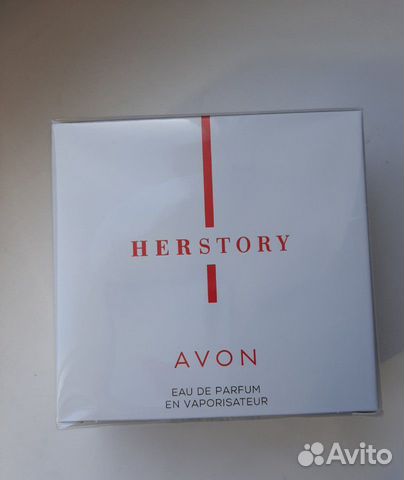 HERSTORY
AVON
EAU DE PARFUM
EN VAPORISATEUR
Avito